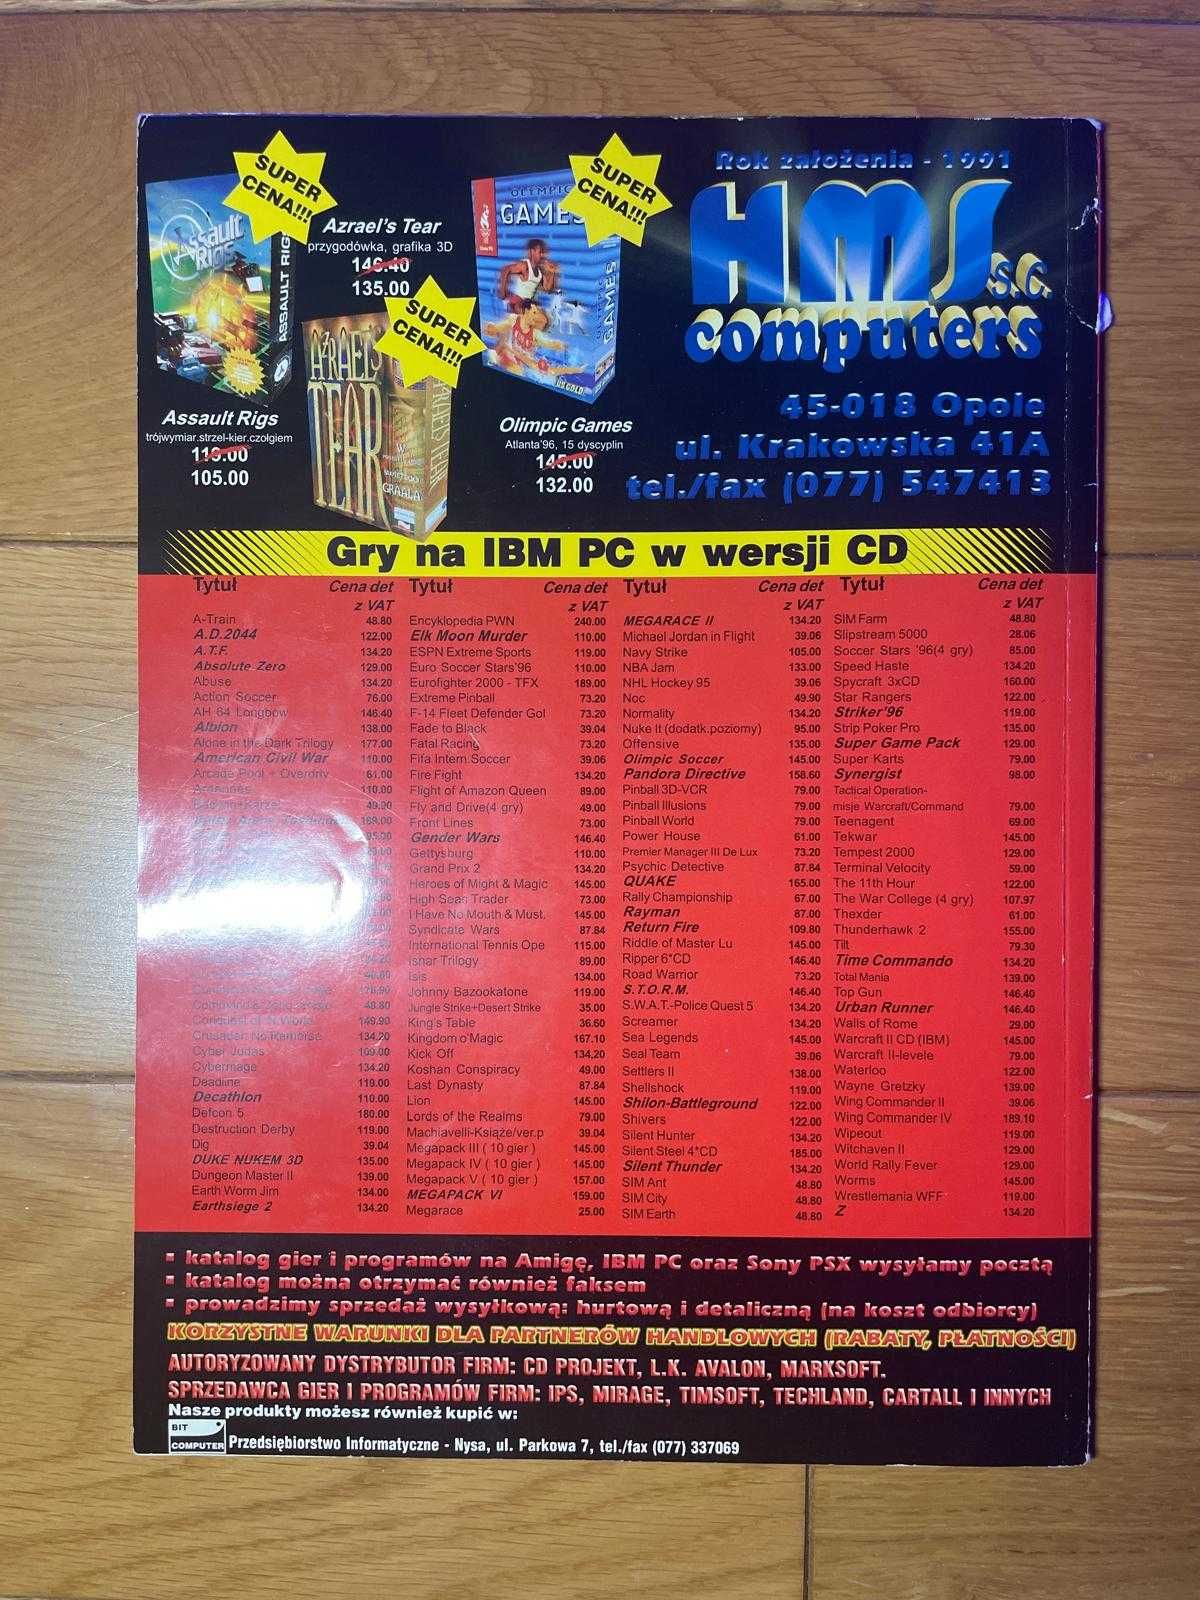 SUPER
CENA!!!
Assault
Rigs
ASSAULT RIGS
Assault Rigs
trójwymiar.strzel-kier.czołgiem
119.00
105.00
Azrael's Tear
przygodówka, grafika 3D
146.40
135.00
SUPER
CENA!!!
AZRAEL'S
TEAR
AZRAEL'S TEAR
GRAALA
SUPER
CENA!!!
OLYMPIC
GAMES
OLYMPIC GAMES
U.S. GOLD
Olimpic Games
Atlanta'96, 15 dyscyplin
145.00
132.00
Rok założenia - 1991
HMS s.c.
computers
45-018 Opole
ul. Krakowska 41A
tel./fax (077) 547413
Gry na IBM PC w wersji CD
Tytuł Cena det z VAT
A-Train 48.80
A.D.2044 122.00
A.T.F. 134.20
Absolute Zero 129.00
Abuse 134.20
Action Soccer 76.00
AH 64 Longbow 146.40
Albion 138.00
Alone in the Dark Trilogy 177.00
American Civil War 110.00
Arcade Pool + Overdriv 61.00
Ardennes 110.00
49.00
169.00
95.00
48.80
149.90
Crusader: No Remorse 134.20
Cyber Judas 109.00
Cybermage 134.20
Deadline 119.00
Decathlon 110.00
Defcon 5 180.00
Destruction Derby 119.00
Dig 39.04
DUKE NUKEM 3D 135.00
Dungeon Master II 139.00
Earth Worm Jim 134.00
Earthsiege 2 134.20
Tytuł Cena det z VAT
Encyklopedia PWN 240.00
Elk Moon Murder 110.00
ESPN Extreme Sports 119.00
Euro Soccer Stars'96 110.00
Eurofighter 2000 - TFX 189.00
Extreme Pinball 73.20
F-14 Fleet Defender Gol 73.20
Fade to Black 39.04
Fatal Racing 73.20
Fifa Intern.Soccer 39.06
Fire Fight 134.20
Flight of Amazon Queen 89.00
Fly and Drive(4 gry) 49.00
Front Lines 73.00
Gender Wars 146.40
Gettysburg 110.00
Grand Prix 2 134.20
Heroes of Might & Magic 145.00
High Seas Trader 73.00
I Have No Mouth & Must. 145.00
Syndicate Wars 87.84
International Tennis Ope 115.00
Ishar Trilogy 89.00
Isis 134.00
Johnny Bazookatone 119.00
Jungle Strike+Desert Strike 35.00
King's Table 36.60
Kingdom o'Magic 167.10
Kick Off 134,20
Koshan Conspiracy 49.00
Last Dynasty 87.84
Lion 145.00
Lords of the Realms 79.00
Machiavelli-Książe/ver.p 39.04
Megapack III ( 10 gier ) 145.00
Megapack IV ( 10 gier ) 145.00
Megapack V ( 10 gier ) 157.00
MEGAPACK VI 159.00
Megarace 25.00
Tytuł Cena det z VAT
MEGARACE II 134.20
Michael Jordan in Flight 39.06
Navy Strike 105.00
NBA Jam 133.00
NHL Hockey 95 39.06
Noc 49.90
Normality 134.20
Nuke It (dodatk.poziomy) 95.00
Offensive 135.00
Olimpic Soccer 145.00
Pandora Directive 158.60
Pinball 3D-VCR 79.00
Pinball Illusions 79.00
Pinball World 79.00
Power House 61.00
Premier Manager III De Lux 73.20
Psychic Detective 87.84
QUAKE 165.00
Rally Championship 67.00
Rayman 87.00
Return Fire 109.80
Riddle of Master Lu 145.00
Ripper 6*CD 146.40
Road Warrior 73.20
S.T.O.R.M. 146.40
S.W.A.T.-Police Quest 5 134.20
Screamer 134.20
Sea Legends 145.00
Seal Team 39.06
Settlers II 138.00
Shellshock 119.00
Shilon-Battleground 122.00
Shivers 122.00
Silent Hunter 134.20
Silent Steel 4*CD 185.00
Silent Thunder 134.20
SIM Ant 48.80
SIM City 48.80
SIM Earth 48.80
Tytuł Cena det z VAT
SIM Farm 48.80
Slipstream 5000 28.06
Soccer Stars '96(4 gry) 85.00
Speed Haste 134.20
Spycraft 3xCD 160.00
Star Rangers 122.00
Striker'96 119.00
Strip Poker Pro 135.00
Super Game Pack 129.00
Super Karts 79.00
Synergist 98.00
Tactical Operation-
misje Warcraft/Command 79.00
Teenagent 69.00
Tekwar 145.00
Tempest 2000 129.00
Terminal Velocity 59.00
The 11th Hour 122.00
The War College (4 gry) 107.97
Thexder 61.00
Thunderhawk 2 155.00
Tilt 79.30
Time Commando 134.20
Total Mania 139.00
Top Gun 146.40
Urban Runner 146.40
Walls of Rome 29.00
Warcraft II CD (IBM) 145.00
Warcraft II-levele 79.00
Waterloo 122.00
Wayne Gretzky 139.00
Wing Commander II 39.06
Wing Commander IV 189.10
Wipeout 119.00
Witchaven II 129.00
World Rally Fever 129.00
Worms 145.00
Wrestlemania WFF 119.00
Z 134.20
katalog gier i programów na Amigę, IBM PC oraz Sony PSX wysyłamy pocztą
katalog można otrzymać również faksem
prowadzimy sprzedaż wysyłkową: hurtową i detaliczną (na koszt odbiorcy)
KORZYSTNE WARUNKI DLA PARTNERÓW HANDLOWYCH (RABATY, PŁATNOŚCI)
AUTORYZOWANY DYSTRYBUTOR FIRM: CD PROJEKT, L.K. AVALON, MARKSOFT.
SPRZEDAWCA GIER I PROGRAMÓW FIRM: IPS, MIRAGE, TIMSOFT, TECHLAND, CARTALL I INNYCH
Nasze produkty możesz również kupić w:
BIT
COMPUTER
Przedsiębiorstwo Informatyczne - Nysa, ul. Parkowa 7, tel./fax (077) 337069